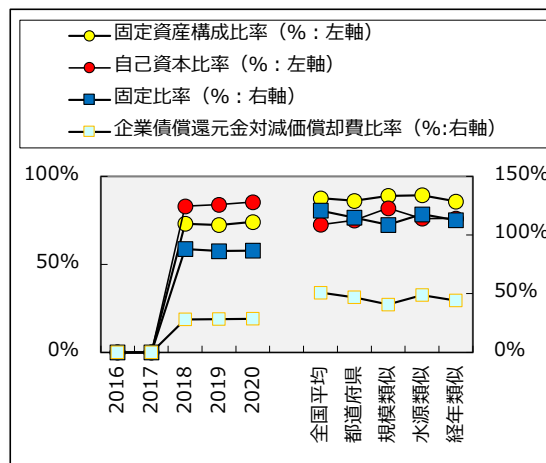 固定資産構成比率（%：左軸）
自己資本比率（%：左軸）
固定比率（%：右軸）
企業債償還元金対減価償却費比率（%:右軸）
100%
50%
0%
150%
100%
50%
0%
2016
2017
2018
2019
2020
全国平均
都道府県
規模類似
水源類似
経年類似